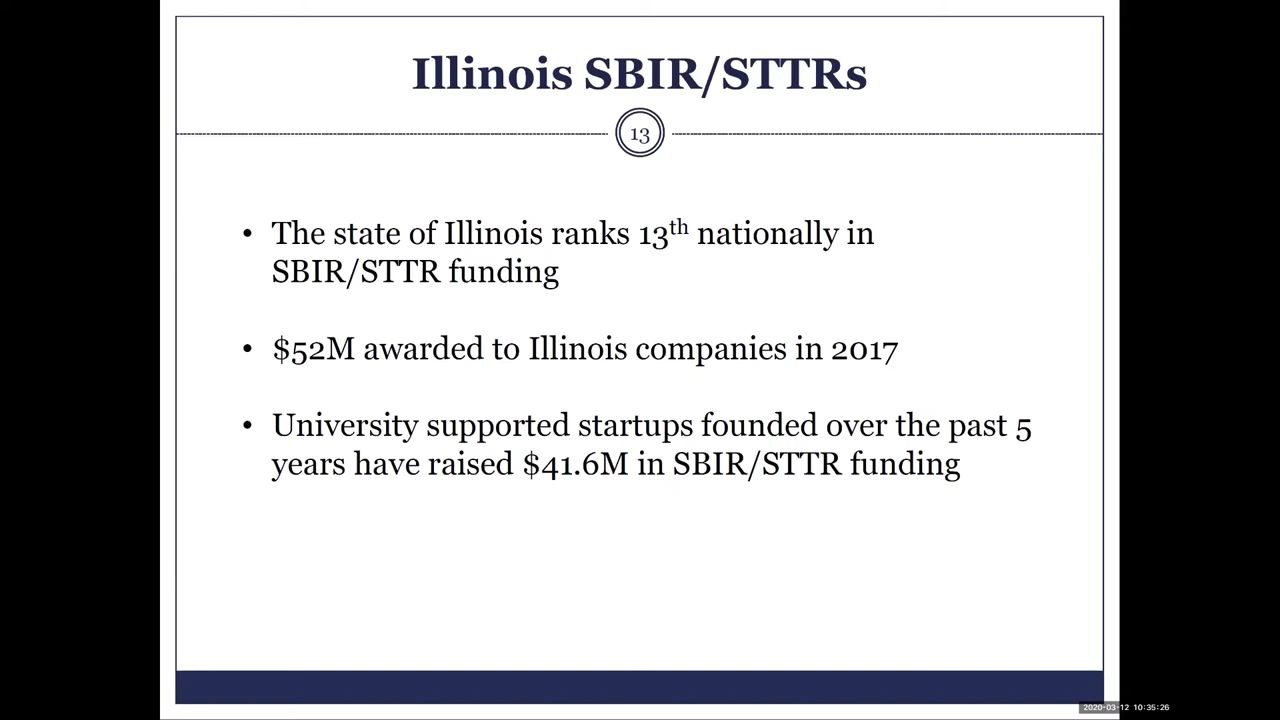 Illinois SBIR/STTRs
13
• The state of Illinois ranks 13th nationally in
SBIR/STTR funding
• $52M awarded to Illinois companies in 2017
• University supported startups founded over the past 5
years have raised $41.6M in SBIR/STTR funding
2020-03-12 10:35:26